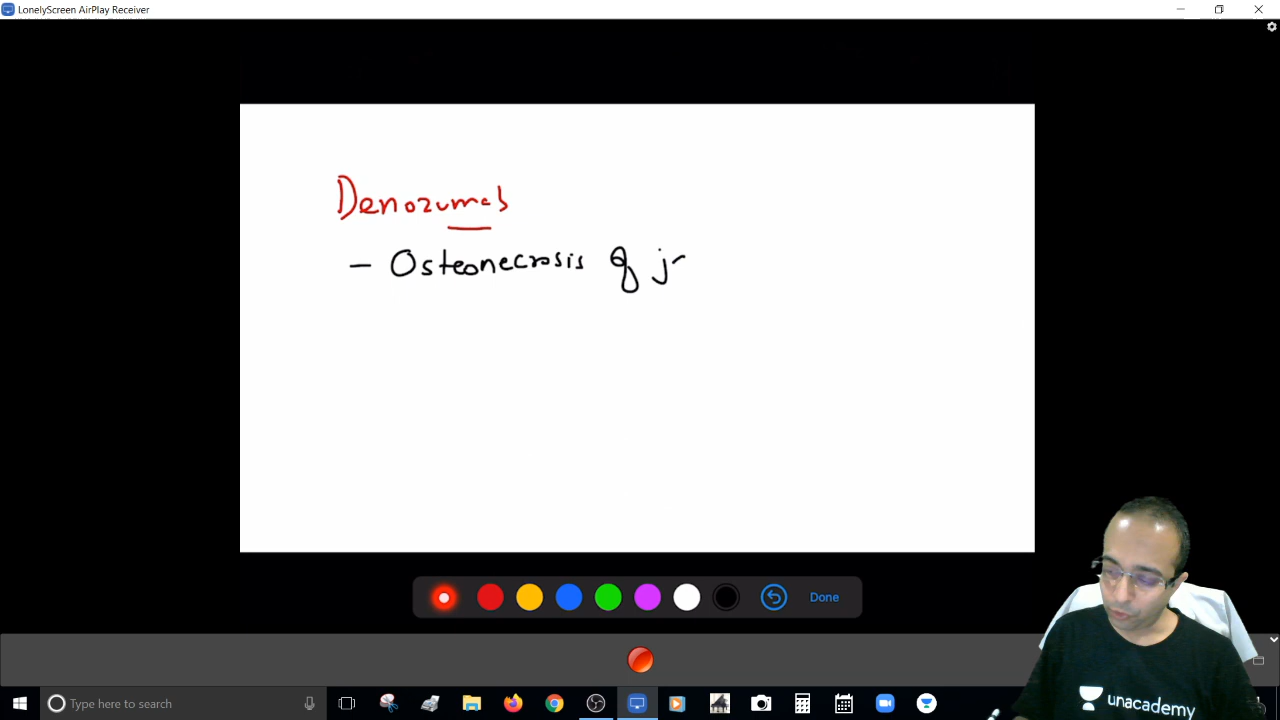 LonelyScreen AirPlay Receiver
Denozumab
- Osteonecrosis of j
Done
Type here to search
unacademy